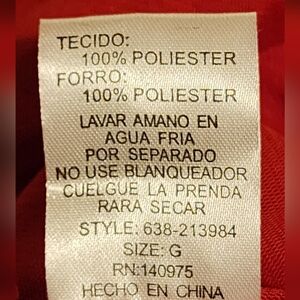 TECIDO:
100% POLIESTER
FORRO:
100% POLIESTER
LAVAR AMANO EN
AGUA FRIA
POR SEPARADO
NO USE BLANQUEADOR
CUELGUE LA PRENDA
RARA SECAR
STYLE: 638-213984
SIZE: G
RN:140975
HECHO EN CHINA